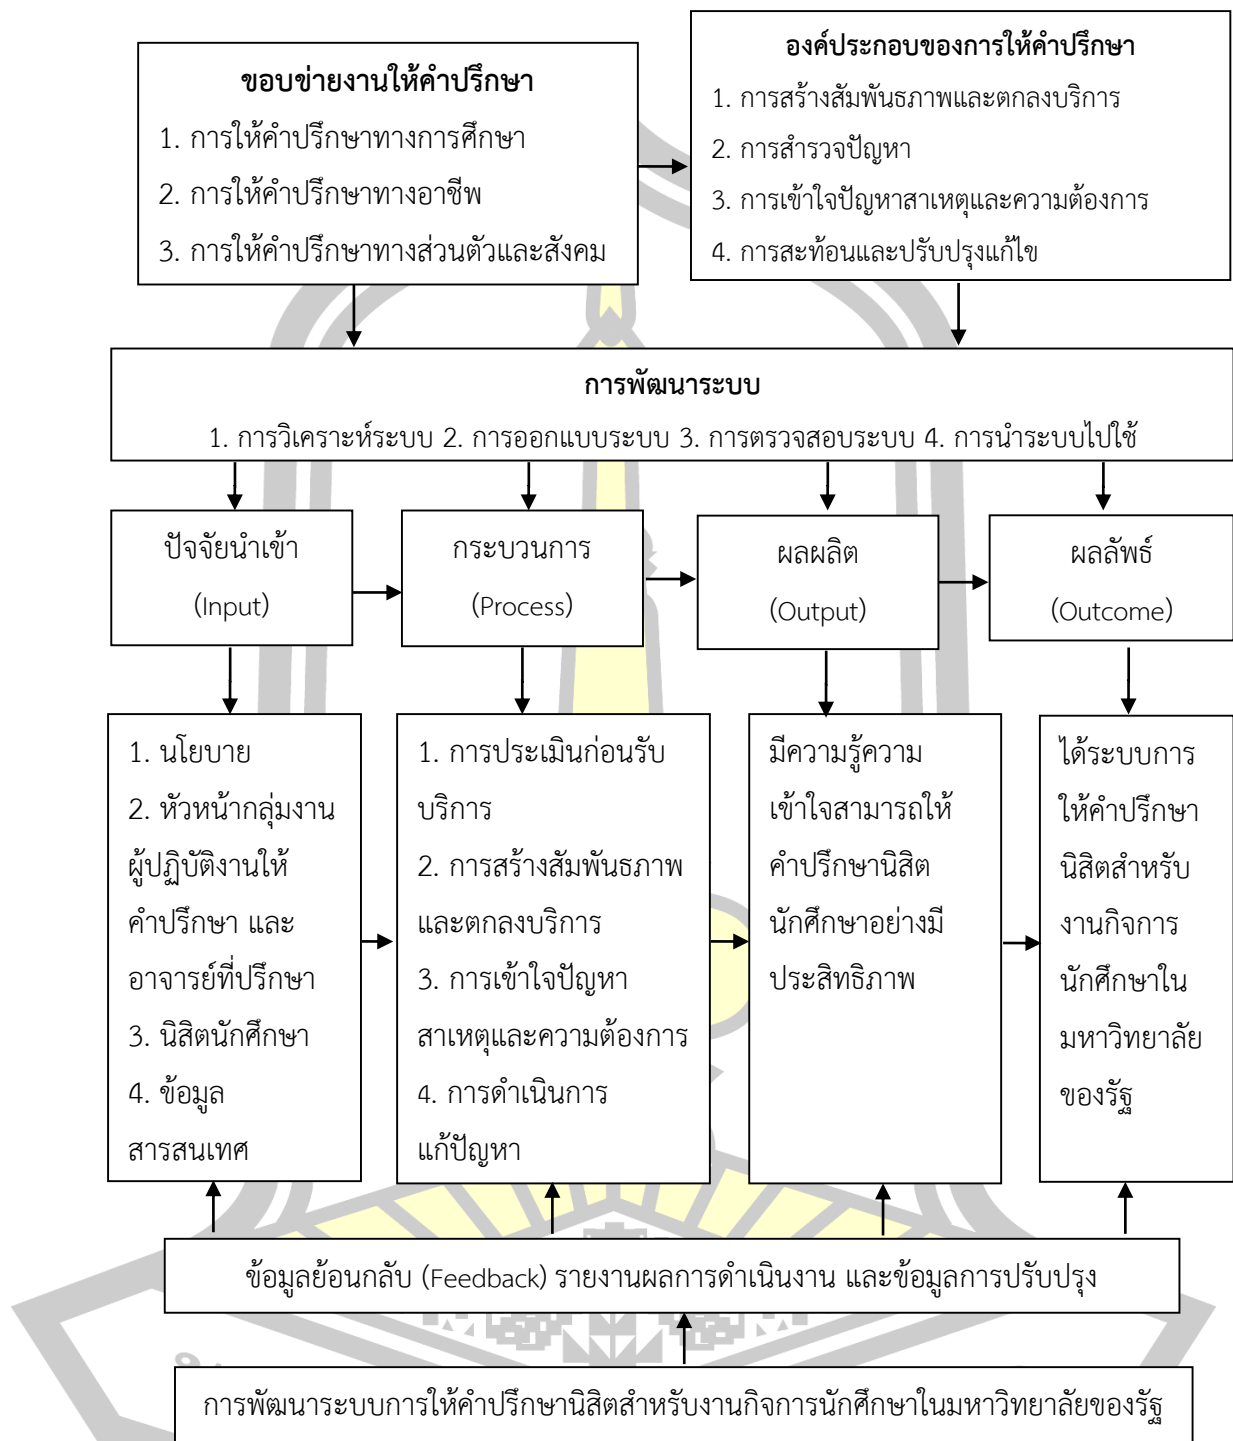 ขอบข่ายงานให้คำปรึกษา
1. การให้คำปรึกษาทางการศึกษา
2. การให้คำปรึกษาทางอาชีพ
3. การให้คำปรึกษาทางส่วนตัวและสังคม
องค์ประกอบของการให้คำปรึกษา
1. การสร้างสัมพันธภาพและตกลงบริการ
2. การสำรวจปัญหา
3. การเข้าใจปัญหาสาเหตุและความต้องการ
4. การสะท้อนและปรับปรุงแก้ไข
การพัฒนาระบบ
1. การวิเคราะห์ระบบ 2. การออกแบบระบบ 3. การตรวจสอบระบบ 4. การนำระบบไปใช้
ปัจจัยนำเข้า
(Input)
กระบวนการ
(Process)
ผลผลิต
(Output)
ผลลัพธ์
(Outcome)
1. นโยบาย
2. หัวหน้ากลุ่มงาน
ผู้ปฏิบัติงานให้
คำปรึกษา และ
อาจารย์ที่ปรึกษา
3. นิสิตนักศึกษา
4. ข้อมูล
สารสนเทศ
1. การประเมินก่อนรับ
บริการ
2. การสร้างสัมพันธภาพ
และตกลงบริการ
3. การเข้าใจปัญหา
สาเหตุและความต้องการ
4. การดำเนินการ
แก้ปัญหา
มีความรู้ความ
เข้าใจสามารถให้
คำปรึกษานิสิต
นักศึกษาอย่างมี
ประสิทธิภาพ
ได้ระบบการ
ให้คำปรึกษา
นิสิตสำหรับ
งานกิจการ
นักศึกษาใน
มหาวิทยาลัย
ของรัฐ
ข้อมูลย้อนกลับ (Feedback) รายงานผลการดำเนินงาน และข้อมูลการปรับปรุง
การพัฒนาระบบการให้คำปรึกษานิสิตสำหรับงานกิจการนักศึกษาในมหาวิทยาลัยของรัฐ